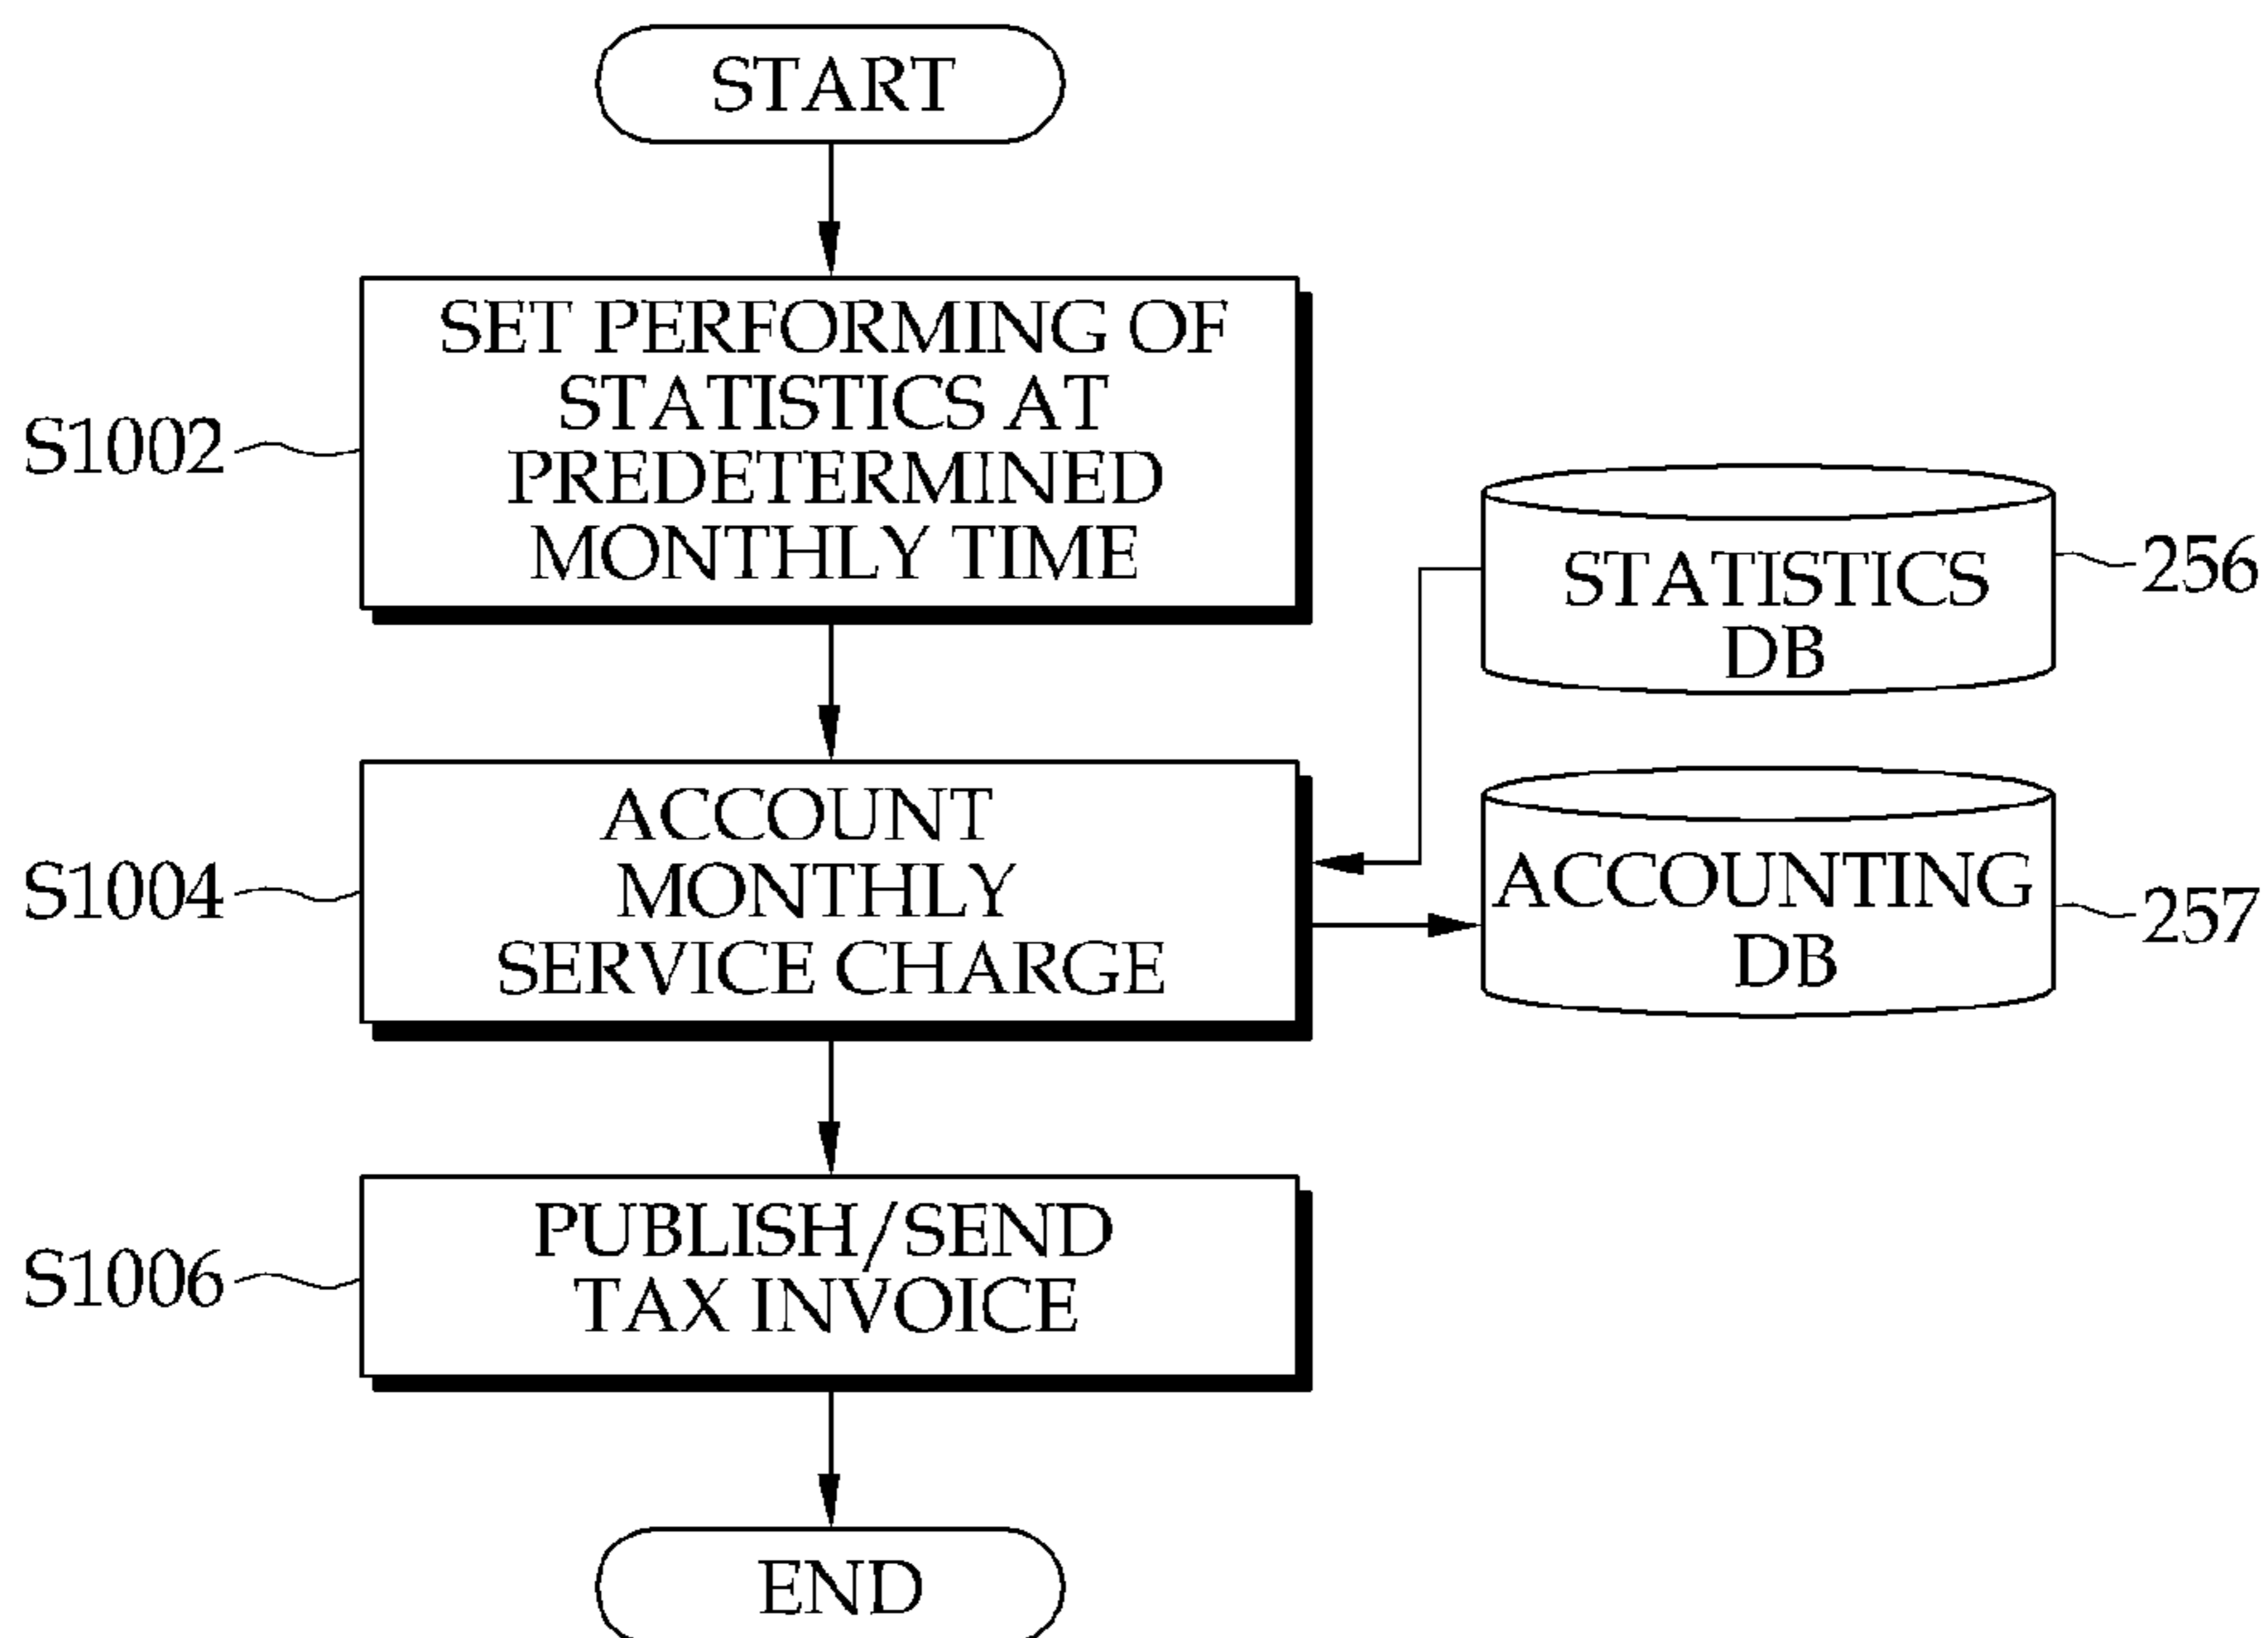 START
SET PERFORMING OF
STATISTICS AT
PREDETERMINED
MONTHLY TIME
S1002
STATISTICS
DB
256
ACCOUNT
MONTHLY
SERVICE CHARGE
S1004
ACCOUNTING
DB
257
PUBLISH/SEND
TAX INVOICE
S1006
END